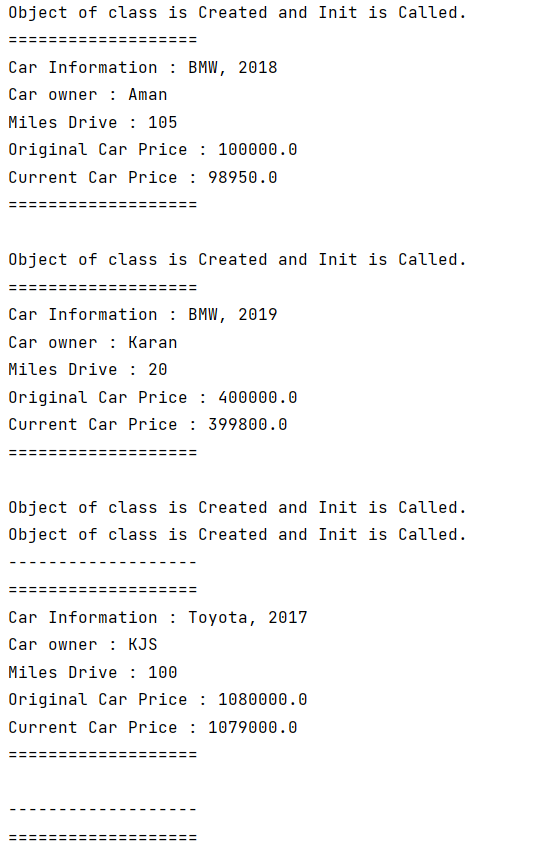 Object of class is Created and Init is Called.
===================
Car Information : BMW, 2018
Car owner : Aman
Miles Drive : 105
Original Car Price : 100000.0
Current Car Price : 98950.0
===================

Object of class is Created and Init is Called.
===================
Car Information : BMW, 2019
Car owner : Karan
Miles Drive : 20
Original Car Price : 400000.0
Current Car Price : 399800.0
===================

Object of class is Created and Init is Called.
Object of class is Created and Init is Called.
-------------------
===================
Car Information : Toyota, 2017
Car owner : KJS
Miles Drive : 100
Original Car Price : 1080000.0
Current Car Price : 1079000.0
===================

-------------------
===================